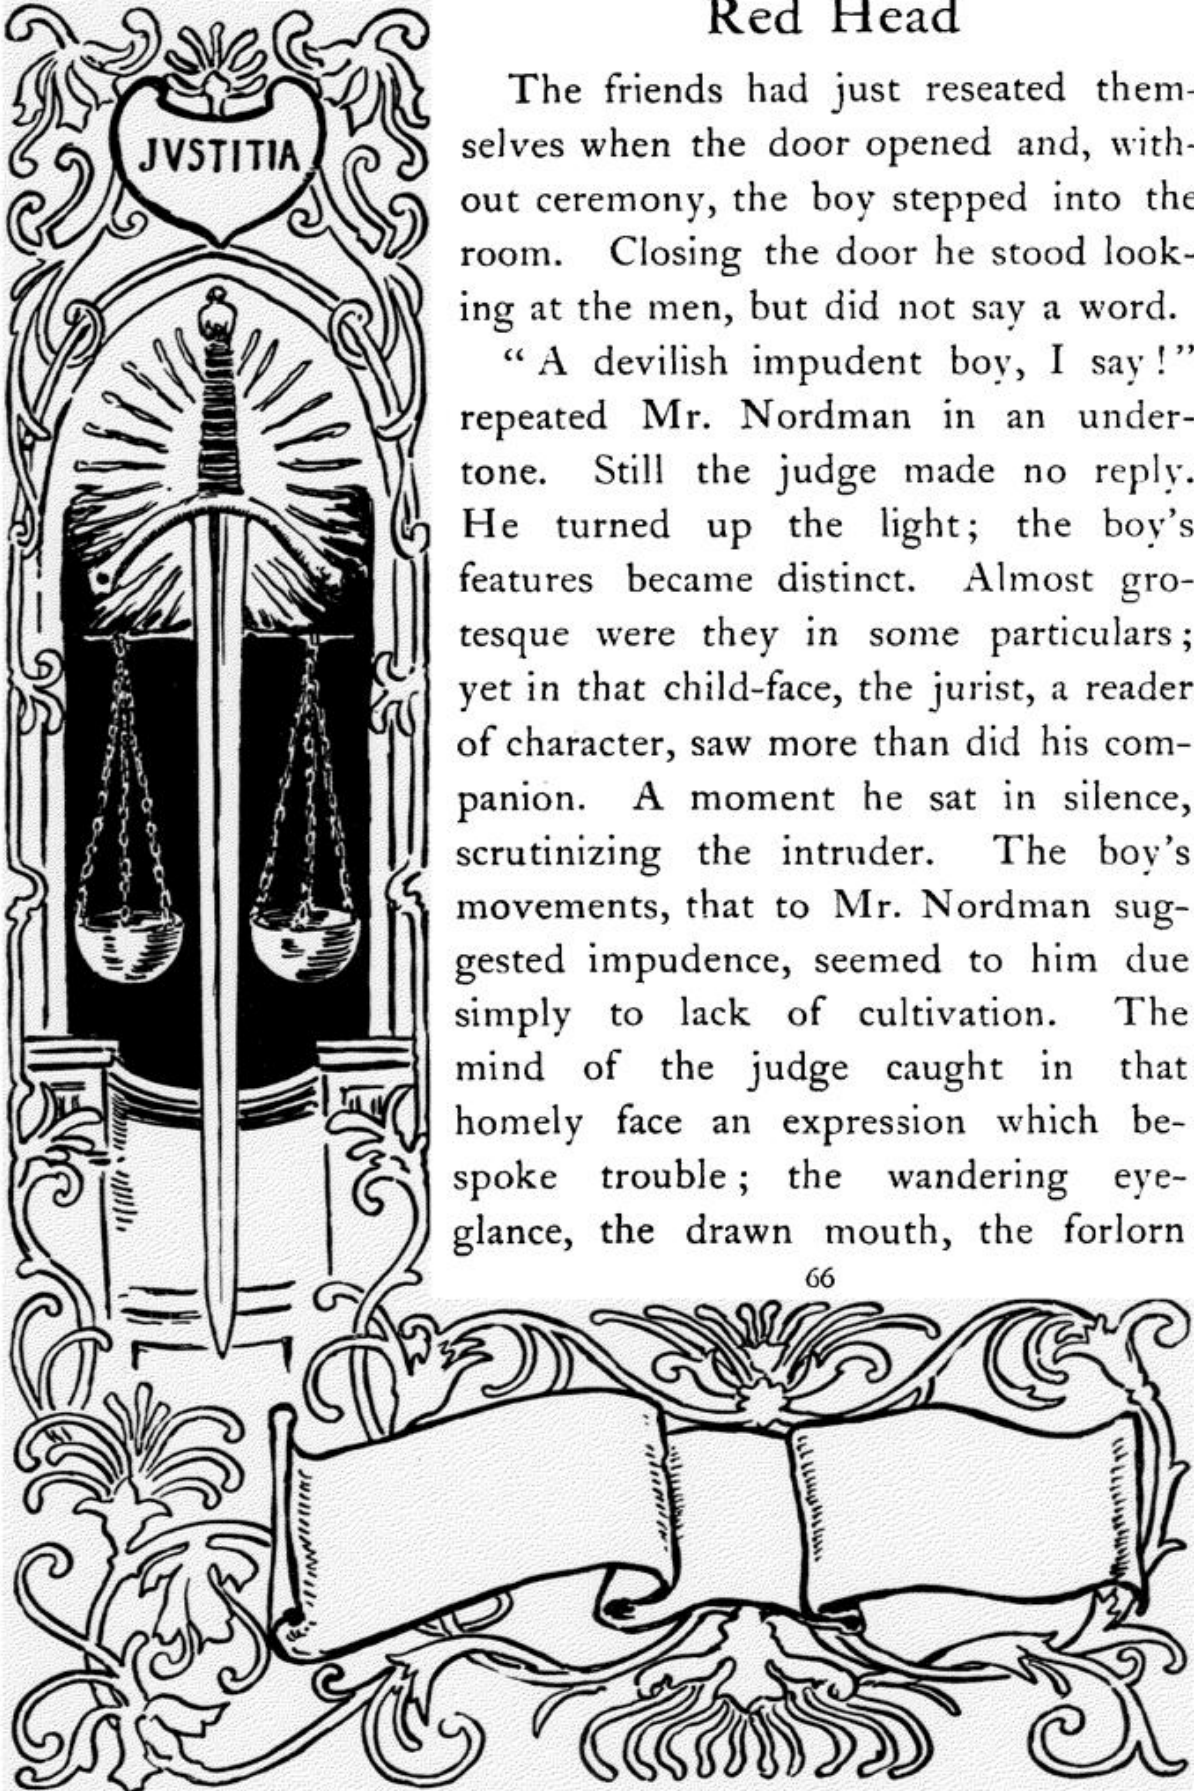 Red Head
JVSTITIA
The friends had just reseated them-
selves when the door opened and, with-
out ceremony, the boy stepped into the
room. Closing the door he stood look-
ing at the men, but did not say a word.
“ A devilish impudent boy, I say ! ”
repeated Mr. Nordman in an under-
tone. Still the judge made no reply.
He turned up the light ; the boy’s
features became distinct. Almost gro-
tesque were they in some particulars ;
yet in that child-face, the jurist, a reader
of character, saw more than did his com-
panion. A moment he sat in silence,
scrutinizing the intruder. The boy’s
movements, that to Mr. Nordman sug-
gested impudence, seemed to him due
simply to lack of cultivation. The
mind of the judge caught in that
homely face an expression which be-
spoke trouble ; the wandering eye-
glance, the drawn mouth, the forlorn
66